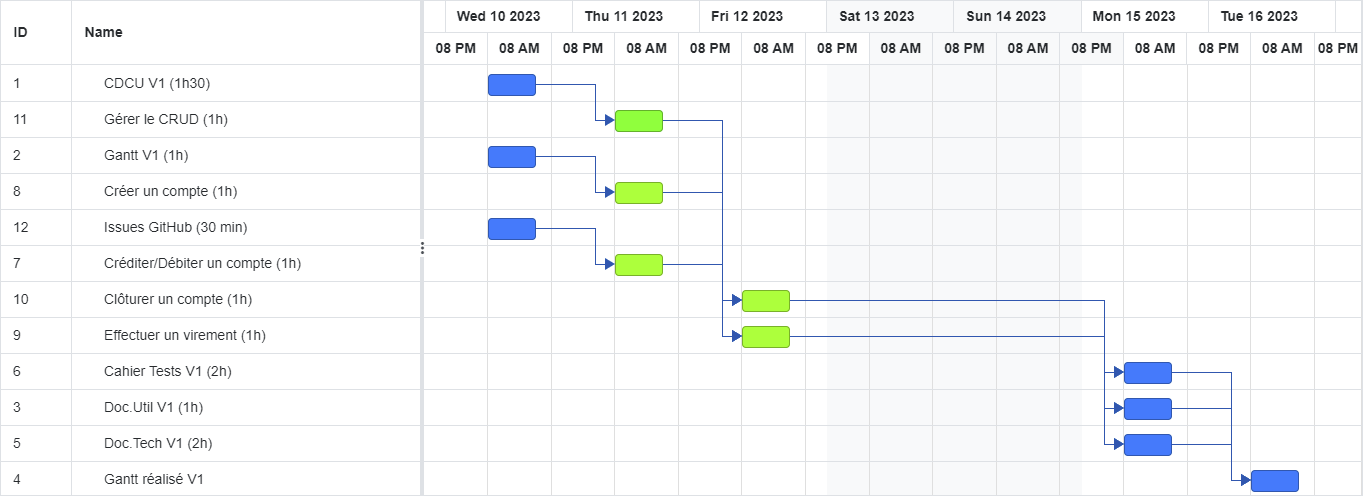 ID Name Wed 10 2023 Thu 11 2023 Fri 12 2023 Sat 13 2023 Sun 14 2023 Mon 15 2023 Tue 16 2023
08 PM 08 AM 08 PM 08 AM 08 PM 08 AM 08 PM 08 AM 08 PM 08 AM 08 PM 08 AM 08 PM 08 AM 08 PM
1 CDCU V1 (1h30)
11 Gérer le CRUD (1h)
2 Gantt V1 (1h)
8 Créer un compte (1h)
12 Issues GitHub (30 min)
7 Créditer/Débiter un compte (1h)
10 Clôturer un compte (1h)
9 Effectuer un virement (1h)
6 Cahier Tests V1 (2h)
3 Doc.Util V1 (1h)
5 Doc.Tech V1 (2h)
4 Gantt réalisé V1